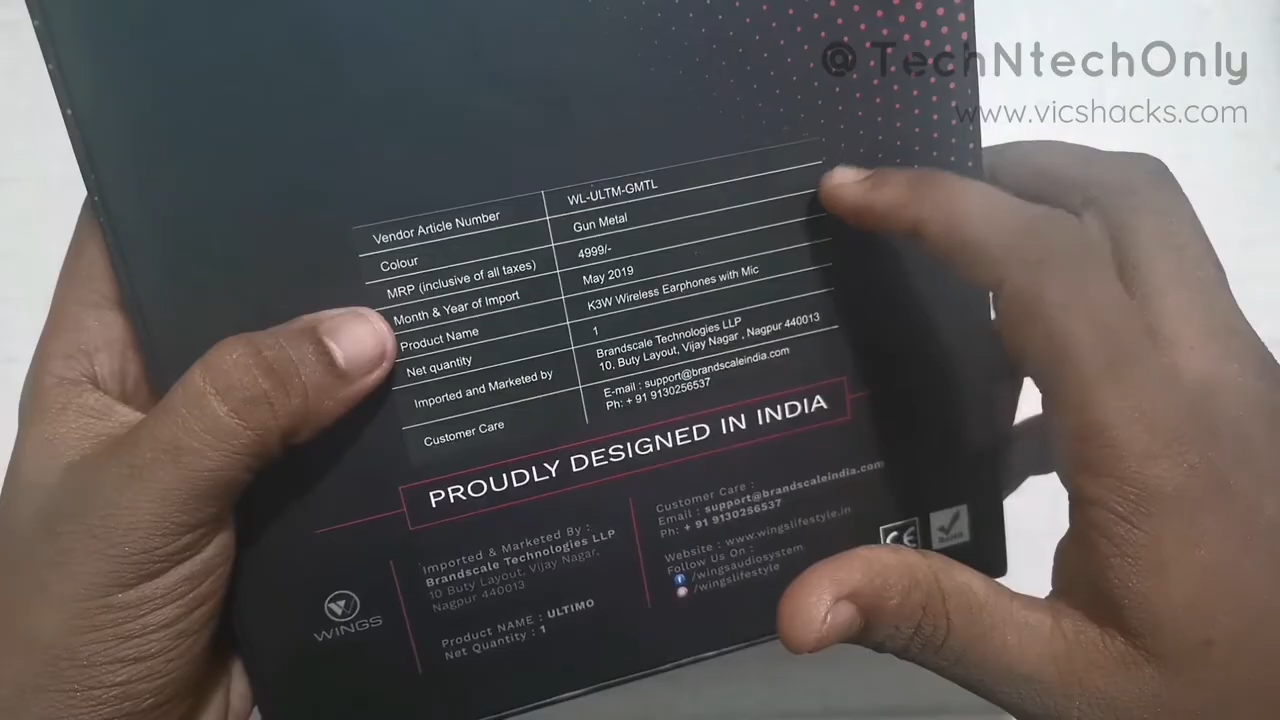 @TechNtechOnly
www.vicshacks.com
Vendor Article Number WL-ULTM-GMTL
Colour Gun Metal
MRP (inclusive of all taxes) 4999/-
Month & Year of Import May 2019
Product Name K3W Wireless Earphones with Mic
Net quantity 1
Imported and Marketed by Brandscale Technologies LLP
10, Buty Layout, Vijay Nagar , Nagpur 440013
Customer Care E-mail : support@brandscaleindia.com
Ph: + 91 9130256537
PROUDLY DESIGNED IN INDIA
WINGS
Imported & Marketed By :
Brandscale Technologies LLP
10 Buty Layout, Vijay Nagar,
Nagpur 440013
Product NAME : ULTIMO
Net Quantity : 1
Customer Care :
Email : support@brandscaleindia.com
Ph: + 91 9130256537
Website : www.wingslifestyle.in
Follow Us On :
/wingsaudiosystem
/wingslifestyle
CE
RoHS